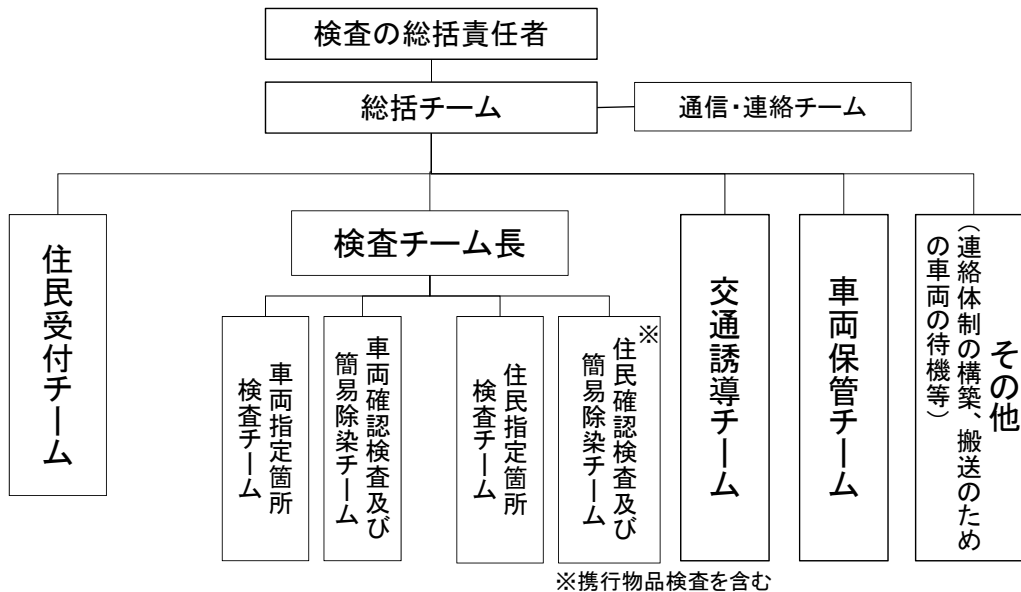 検査の総括責任者
総括チーム
通信・連絡チーム
住民受付チーム
検査チーム長
車両指定箇所
検査チーム
車両確認検査及び
簡易除染チーム
住民指定箇所
検査チーム
※
住民確認検査及び
簡易除染チーム
交通誘導チーム
車両保管チーム
その他
（連絡体制の構築、搬送のため
の車両の待機等）
※携行物品検査を含む